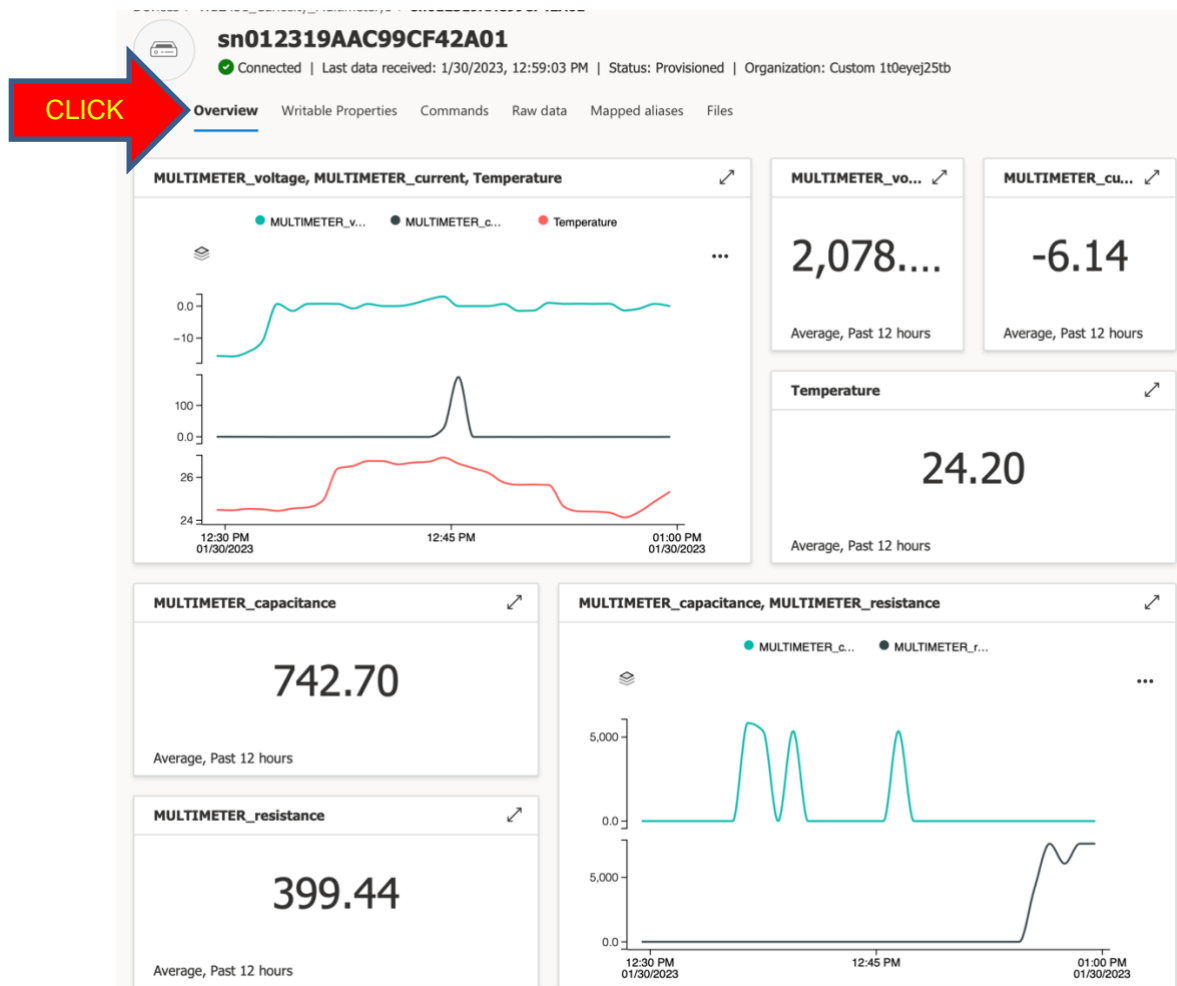 sn012319AAC99CF42A01
Connected | Last data received: 1/30/2023, 12:59:03 PM | Status: Provisioned | Organization: Custom 1t0eyej25tb
CLICK
Overview Writable Properties Commands Raw data Mapped aliases Files
MULTIMETER_voltage, MULTIMETER_current, Temperature
MULTIMETER_v... MULTIMETER_c... Temperature
0.0
−10
100
0.0
26
24
12:30 PM 12:45 PM 01:00 PM
01/30/2023 01/30/2023
MULTIMETER_vo...
2,078....
Average, Past 12 hours
MULTIMETER_cu...
-6.14
Average, Past 12 hours
Temperature
24.20
Average, Past 12 hours
MULTIMETER_capacitance
742.70
Average, Past 12 hours
MULTIMETER_resistance
399.44
Average, Past 12 hours
MULTIMETER_capacitance, MULTIMETER_resistance
MULTIMETER_c... MULTIMETER_r...
5,000
0.0
5,000
0.0
12:30 PM 12:45 PM 01:00 PM
01/30/2023 01/30/2023